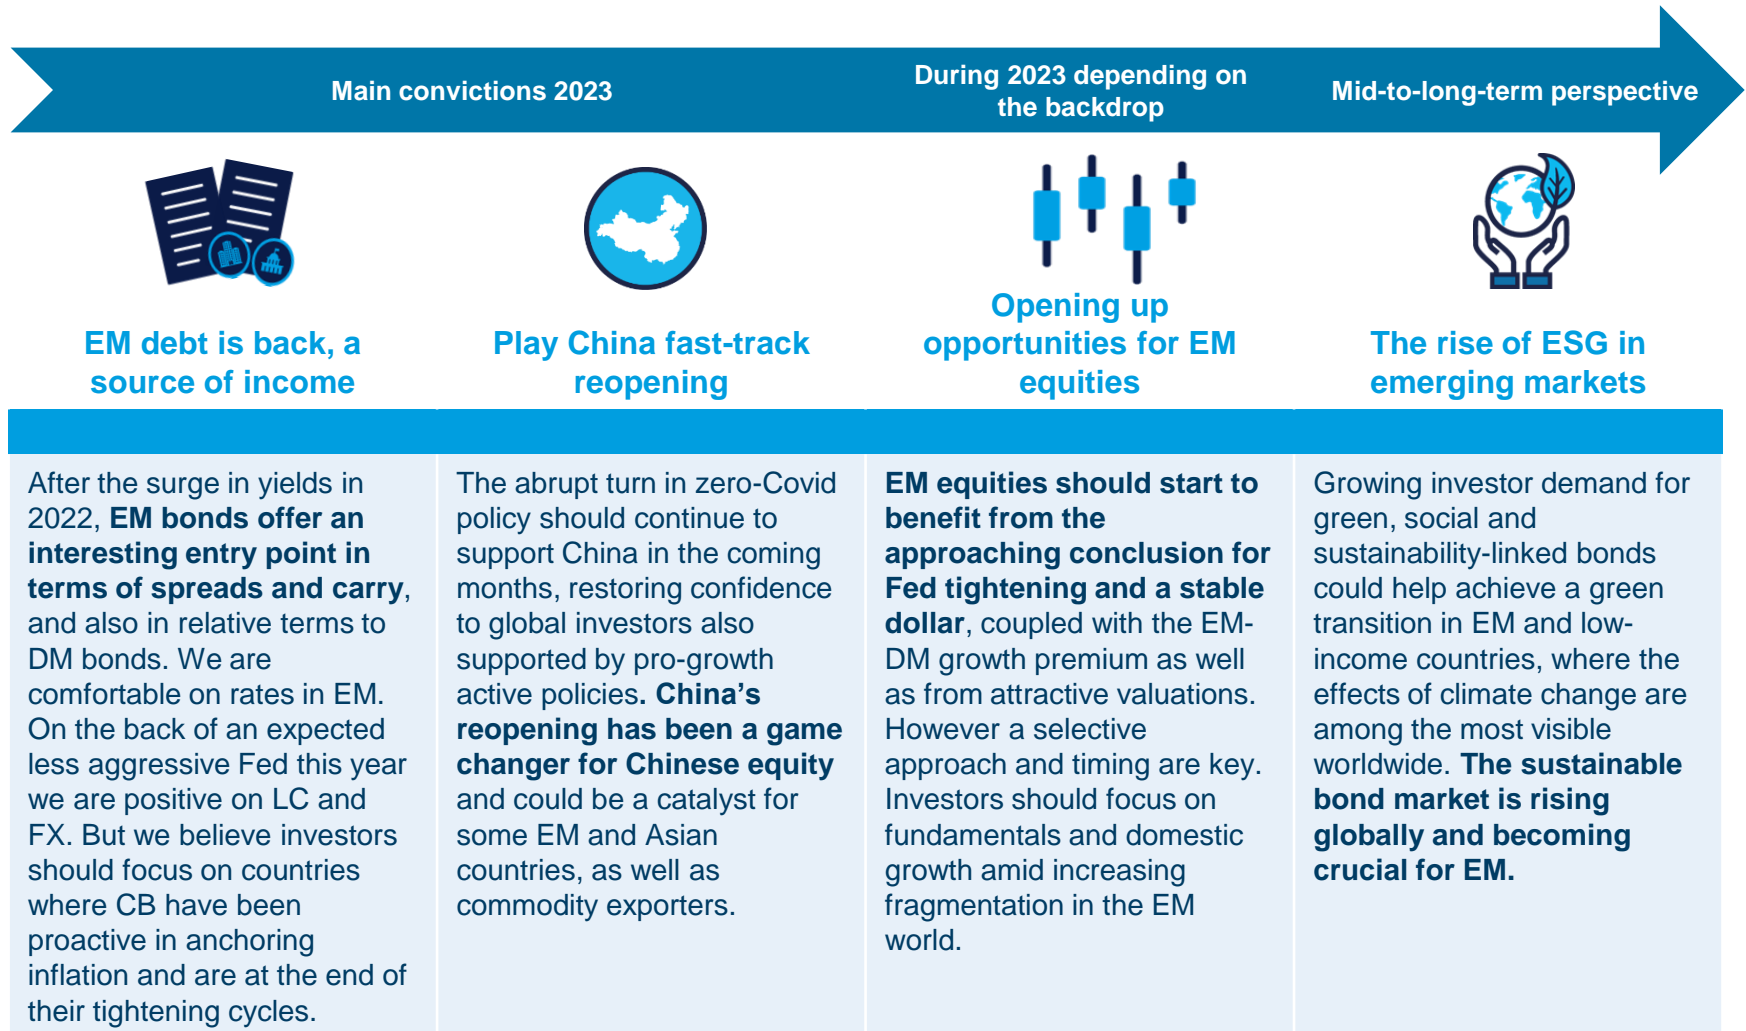 Main convictions 2023
During 2023 depending on
the backdrop
Mid-to-long-term perspective
EM debt is back, a
source of income
Play China fast-track
reopening
Opening up
opportunities for EM
equities
The rise of ESG in
emerging markets
After the surge in yields in
2022, EM bonds offer an
interesting entry point in
terms of spreads and carry,
and also in relative terms to
DM bonds. We are
comfortable on rates in EM.
On the back of an expected
less aggressive Fed this year
we are positive on LC and
FX. But we believe investors
should focus on countries
where CB have been
proactive in anchoring
inflation and are at the end of
their tightening cycles.
The abrupt turn in zero-Covid
policy should continue to
support China in the coming
months, restoring confidence
to global investors also
supported by pro-growth
active policies. China’s
reopening has been a game
changer for Chinese equity
and could be a catalyst for
some EM and Asian
countries, as well as
commodity exporters.
EM equities should start to
benefit from the
approaching conclusion for
Fed tightening and a stable
dollar, coupled with the EM-
DM growth premium as well
as from attractive valuations.
However a selective
approach and timing are key.
Investors should focus on
fundamentals and domestic
growth amid increasing
fragmentation in the EM
world.
Growing investor demand for
green, social and
sustainability-linked bonds
could help achieve a green
transition in EM and low-
income countries, where the
effects of climate change are
among the most visible
worldwide. The sustainable
bond market is rising
globally and becoming
crucial for EM.